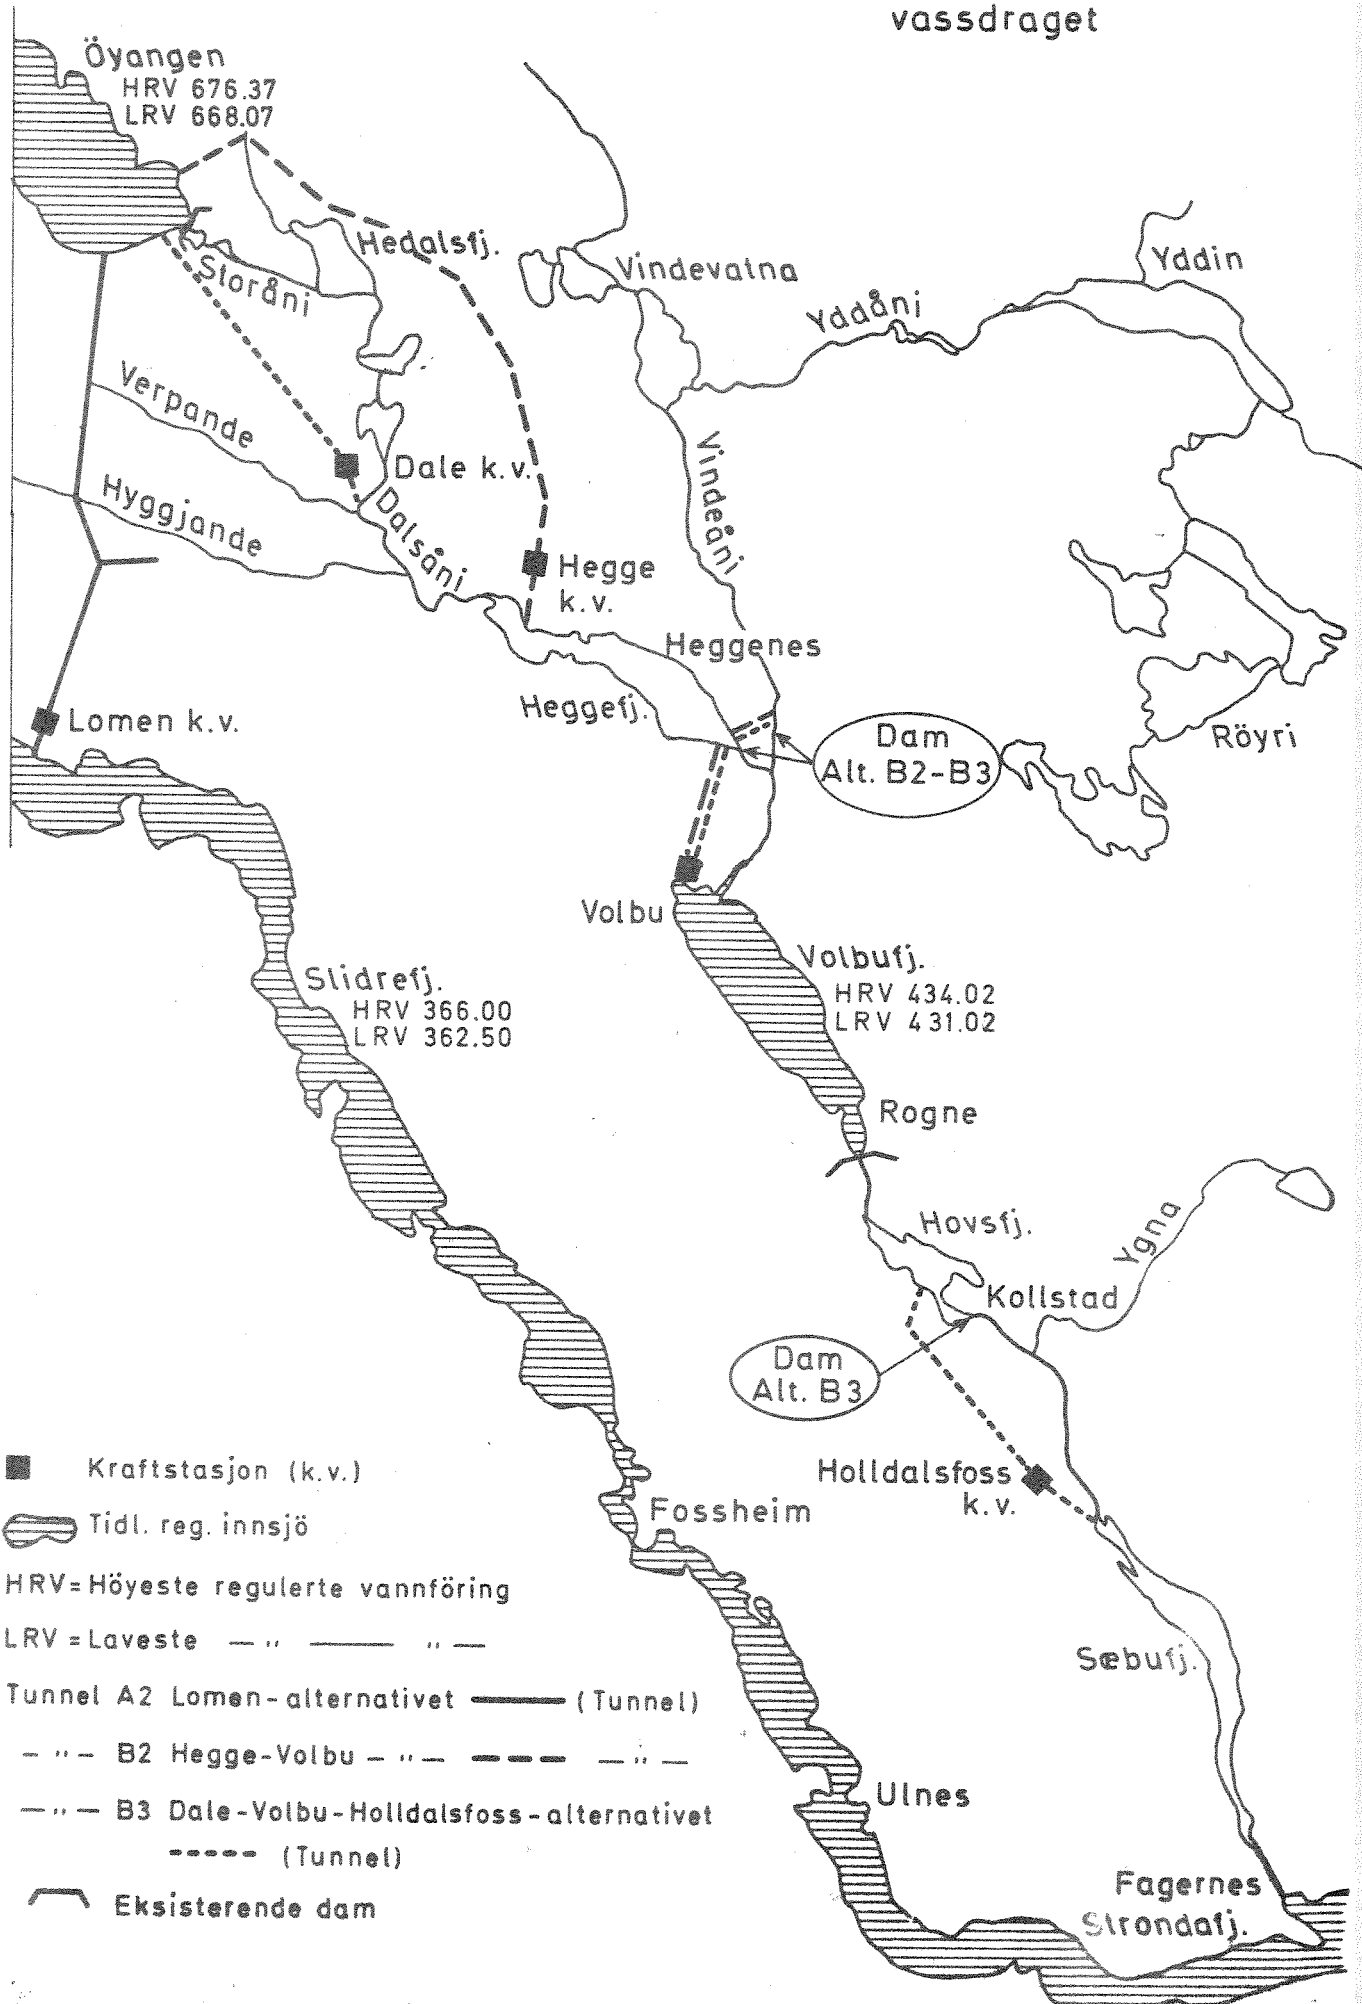 vassdraget
Öyangen
HRV 676.37
LRV 668.07
Hedalsfj.
Storåni
Vindevatna
Yddin
Yddåni
Verpande
Dale k.v.
Vindeåni
Hyggjande
Dalsåni
Hegge
k.v.
Heggenes
Heggefj.
Lomen k.v.
Dam
Alt. B2-B3
Röyri
Volbu
Volbufj.
HRV 434.02
LRV 431.02
Slidrefj.
HRV 366.00
LRV 362.50
Rogne
Hovsfj.
Ygna
Kollstad
Dam
Alt. B3
Holldalsfoss
k.v.
Kraftstasjon (k.v.)
Fossheim
Tidl. reg. innsjö
HRV = Höyeste regulerte vannföring
LRV = Laveste — " — " —
Sæbufj.
Tunnel A2 Lomen-alternativet (Tunnel)
— " — B2 Hegge-Volbu — " — — " —
Ulnes
— " — B3 Dale-Volbu-Holldalsfoss-alternativet
(Tunnel)
Eksisterende dam
Fagernes
Strondafj.